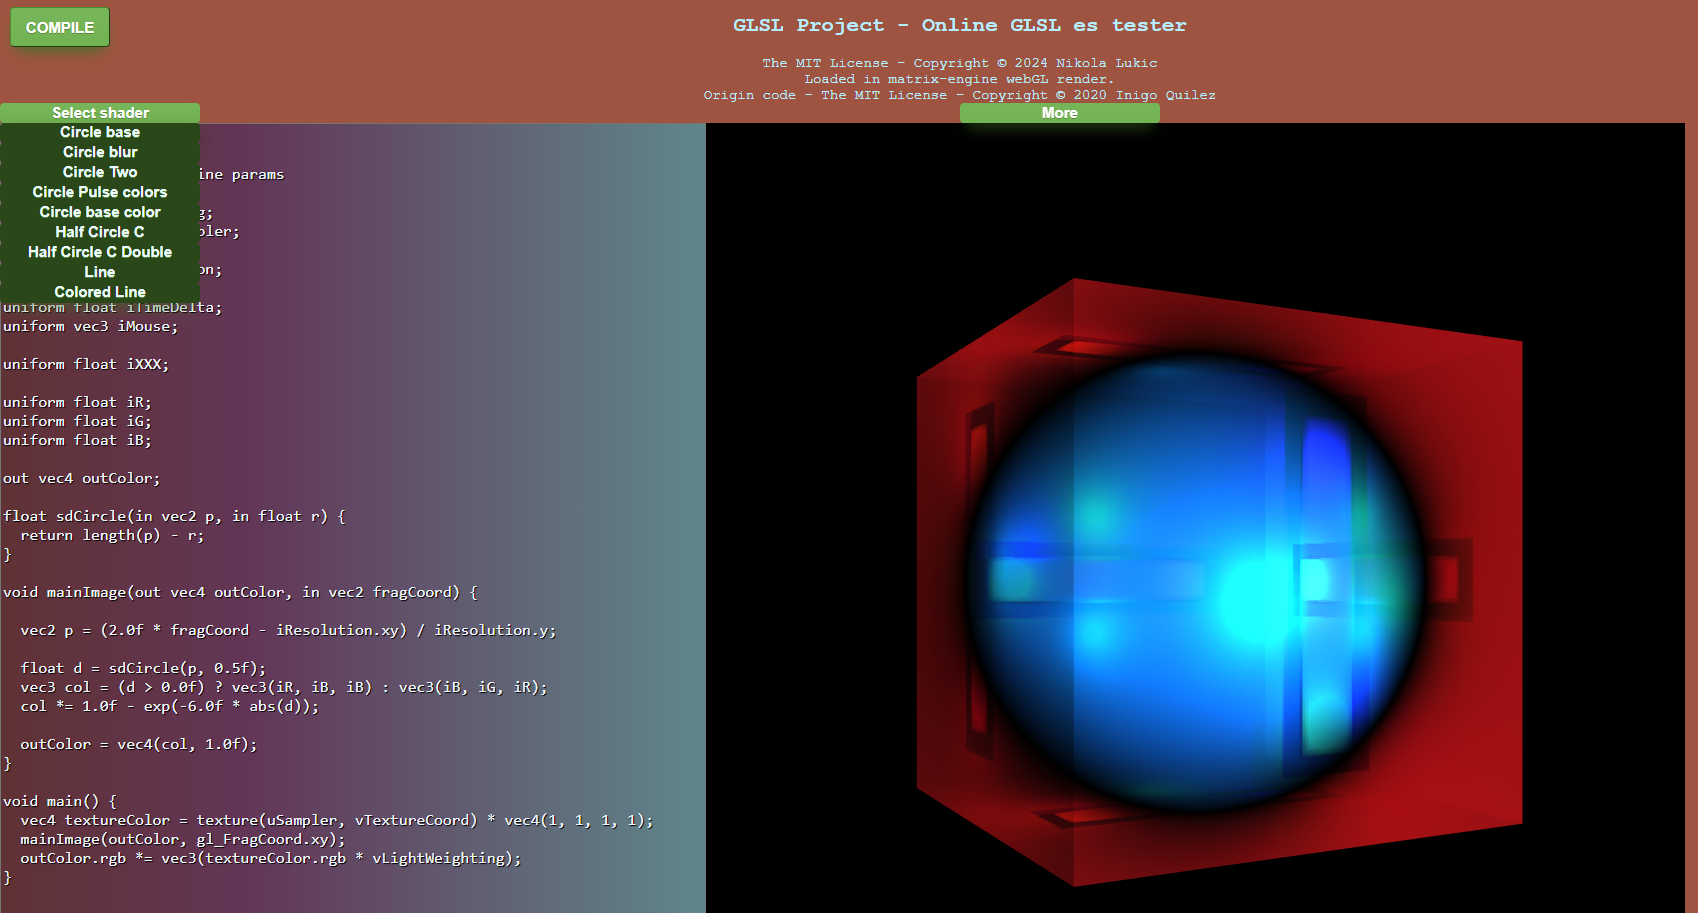 COMPILE
GLSL Project - Online GLSL es tester
The MIT License - Copyright © 2024 Nikola Lukic
Loaded in matrix-engine webGL render.
Origin code - The MIT License - Copyright © 2020 Inigo Quilez
Select shader
More
Circle base
Circle blur
Circle Two
Circle Pulse colors
Circle base color
Half Circle C
Half Circle C Double
Line
Colored Line
params
uniform float iTimeDelta;
uniform vec3 iMouse;
uniform float iXXX;
uniform float iR;
uniform float iG;
uniform float iB;
out vec4 outColor;
float sdCircle(in vec2 p, in float r) {
return length(p) - r;
}
void mainImage(out vec4 outColor, in vec2 fragCoord) {
vec2 p = (2.0f * fragCoord - iResolution.xy) / iResolution.y;
float d = sdCircle(p, 0.5f);
vec3 col = (d > 0.0f) ? vec3(iR, iB, iB) : vec3(iB, iG, iR);
col *= 1.0f - exp(-6.0f * abs(d));
outColor = vec4(col, 1.0f);
}
void main() {
vec4 textureColor = texture(uSampler, vTextureCoord) * vec4(1, 1, 1, 1);
mainImage(outColor, gl_FragCoord.xy);
outColor.rgb *= vec3(textureColor.rgb * vLightWeighting);
}